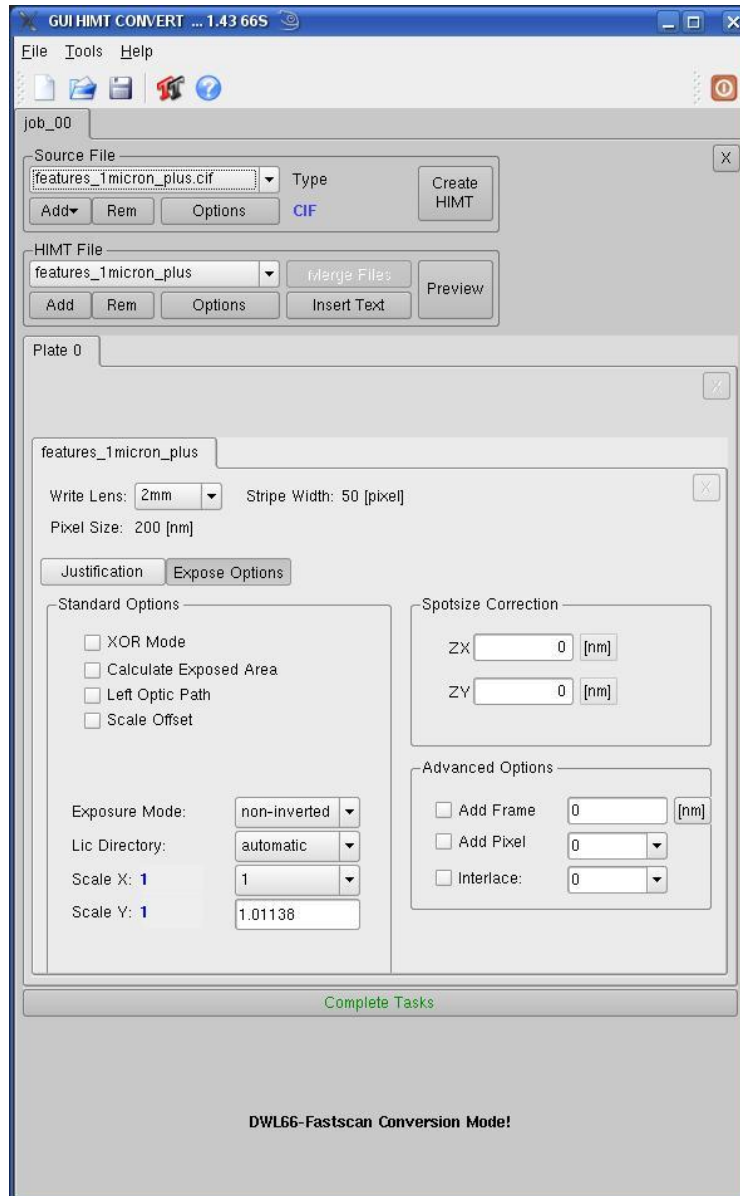 GUI HIMT CONVERT ... 1.43 66S
File Tools Help
job_00
Source File
features_1micron_plus.cif Type Create HIMT
Add Rem Options CIF
HIMT File
features_1micron_plus Merge Files Preview
Add Rem Options Insert Text
Plate 0
features_1micron_plus
Write Lens: 2mm Stripe Width: 50 [pixel]
Pixel Size: 200 [nm]
Justification Expose Options
Standard Options
XOR Mode
Calculate Exposed Area
Left Optic Path
Scale Offset
Exposure Mode: non-inverted
Lic Directory: automatic
Scale X: 1 1
Scale Y: 1 1.01138
Spotsize Correction
ZX 0 [nm]
ZY 0 [nm]
Advanced Options
Add Frame 0 [nm]
Add Pixel 0
Interlace: 0
Complete Tasks
DWL66-Fastscan Conversion Mode!